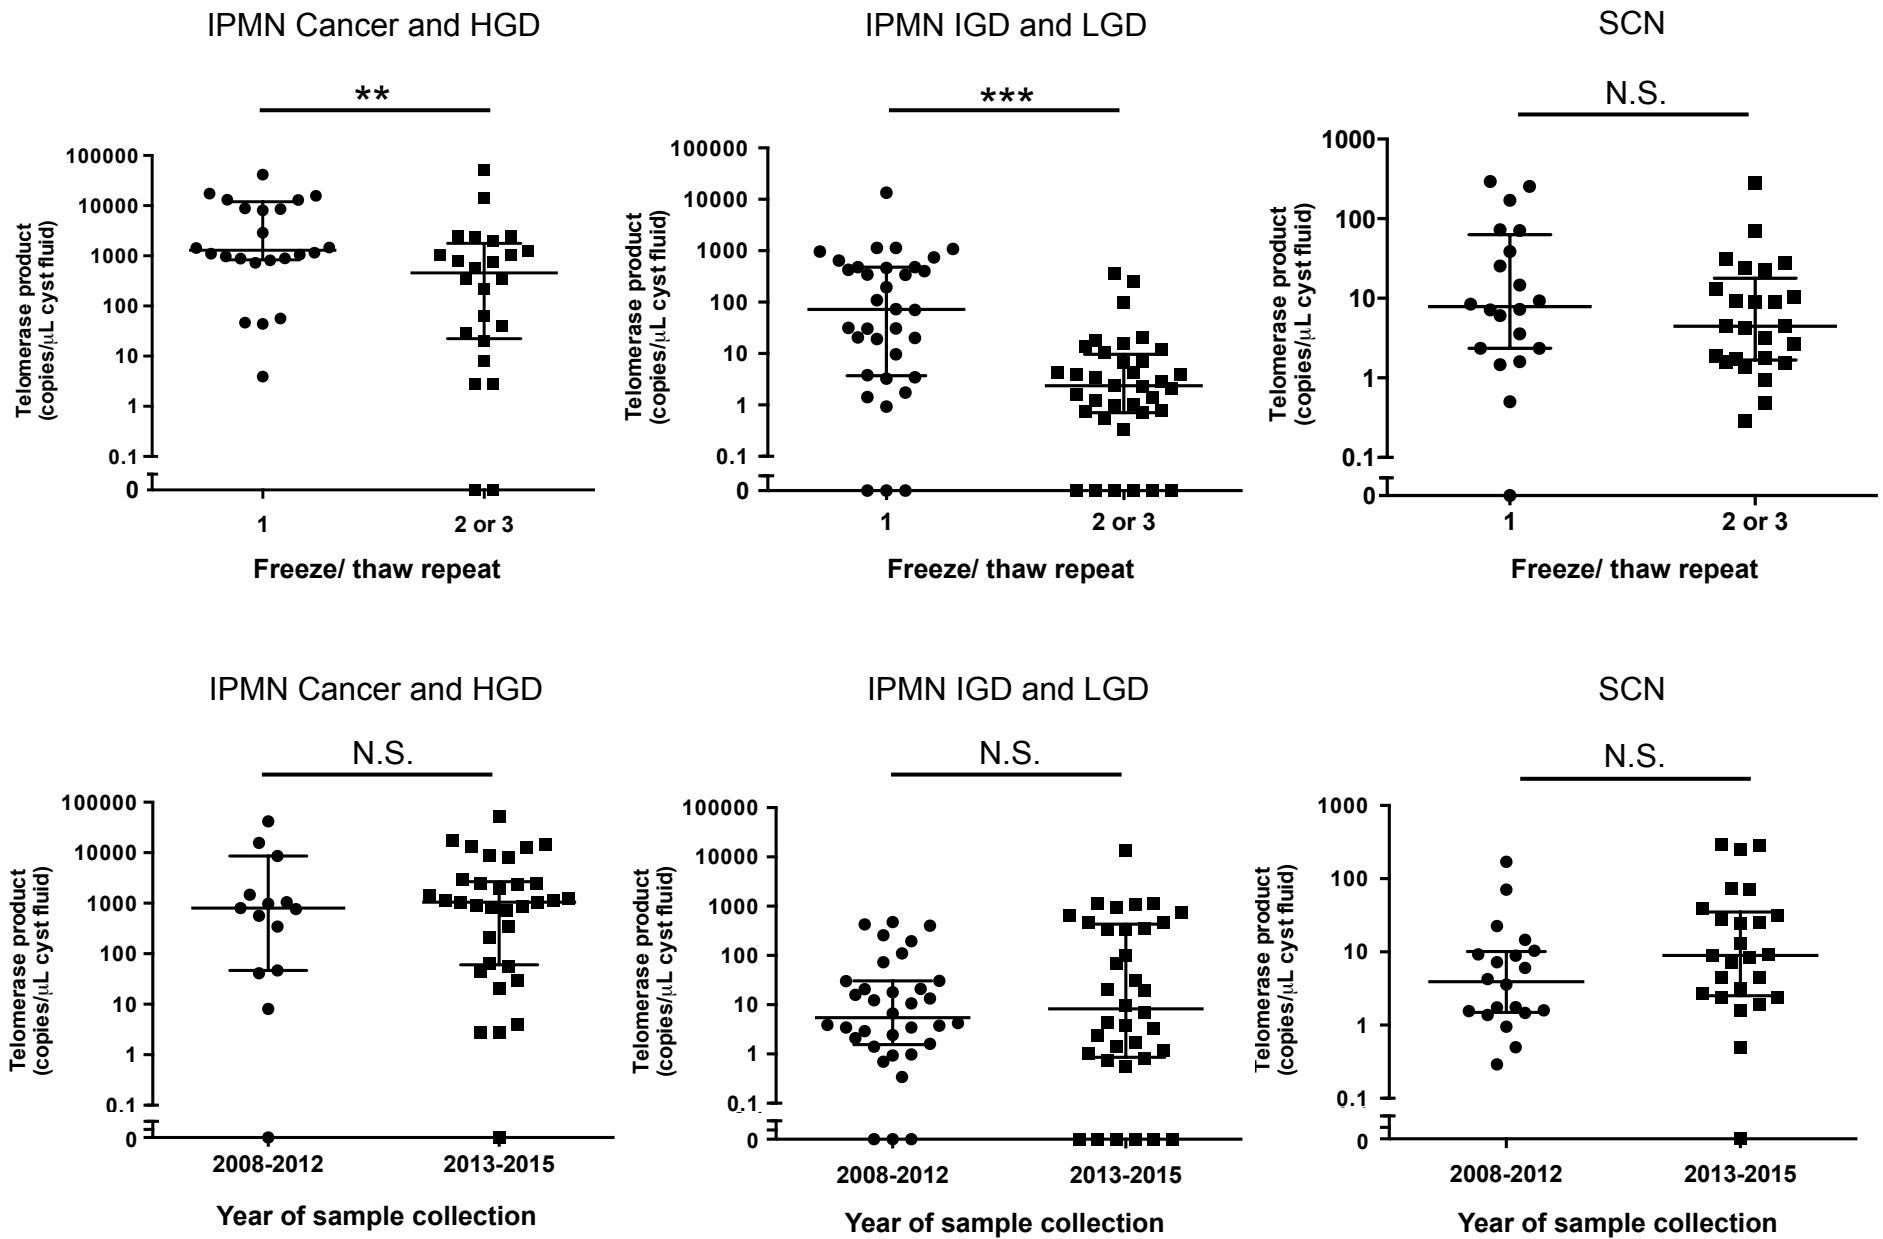 IPMN Cancer and HGD
**
Telomerase product
(copies/μL cyst fluid)
100000
10000
1000
100
10
1
0.1
0
1
2 or 3
Freeze/ thaw repeat
IPMN IGD and LGD
***
Telomerase product
(copies/μL cyst fluid)
100000
10000
1000
100
10
1
0.1
0
1
2 or 3
Freeze/ thaw repeat
SCN
N.S.
Telomerase product
(copies/μL cyst fluid)
1000
100
10
1
0.1
0
1
2 or 3
Freeze/ thaw repeat
IPMN Cancer and HGD
N.S.
Telomerase product
(copies/μL cyst fluid)
100000
10000
1000
100
10
1
0.1
0
2008-2012
2013-2015
Year of sample collection
IPMN IGD and LGD
N.S.
Telomerase product
(copies/μL cyst fluid)
100000
10000
1000
100
10
1
0.1
0
2008-2012
2013-2015
Year of sample collection
SCN
N.S.
Telomerase product
(copies/μL cyst fluid)
1000
100
10
1
0.1
0
2008-2012
2013-2015
Year of sample collection